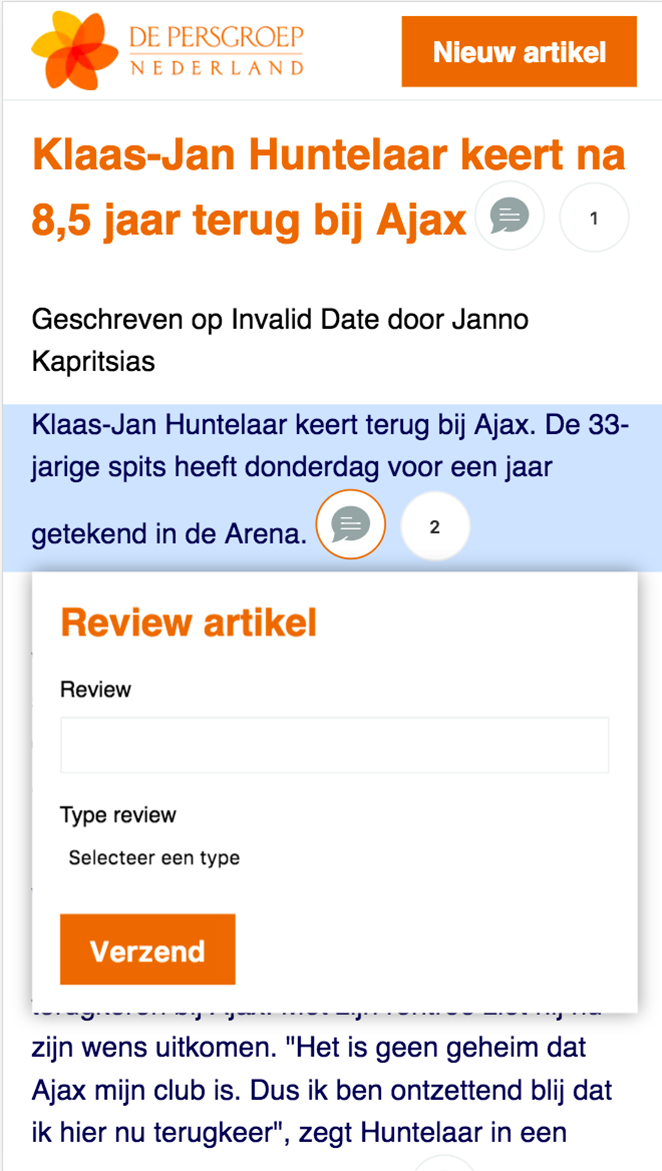 DE PERSGROEP
NEDERLAND
Nieuw artikel
Klaas-Jan Huntelaar keert na
8,5 jaar terug bij Ajax
1
Geschreven op Invalid Date door Janno
Kapritsias
Klaas-Jan Huntelaar keert terug bij Ajax. De 33-
jarige spits heeft donderdag voor een jaar
getekend in de Arena.
2
Review artikel
Review
Type review
Selecteer een type
Verzend
zijn wens uitkomen. "Het is geen geheim dat
Ajax mijn club is. Dus ik ben ontzettend blij dat
ik hier nu terugkeer", zegt Huntelaar in een